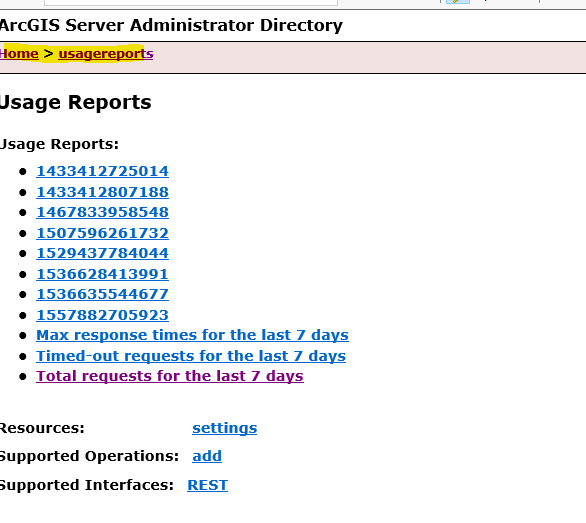 ArcGIS Server Administrator Directory
Home > usagereports
Usage Reports
Usage Reports:
1433412725014
1433412807188
1467833958548
1507596261732
1529437784044
1536628413991
1536635544677
1557882705923
Max response times for the last 7 days
Timed-out requests for the last 7 days
Total requests for the last 7 days
Resources: settings
Supported Operations: add
Supported Interfaces: REST